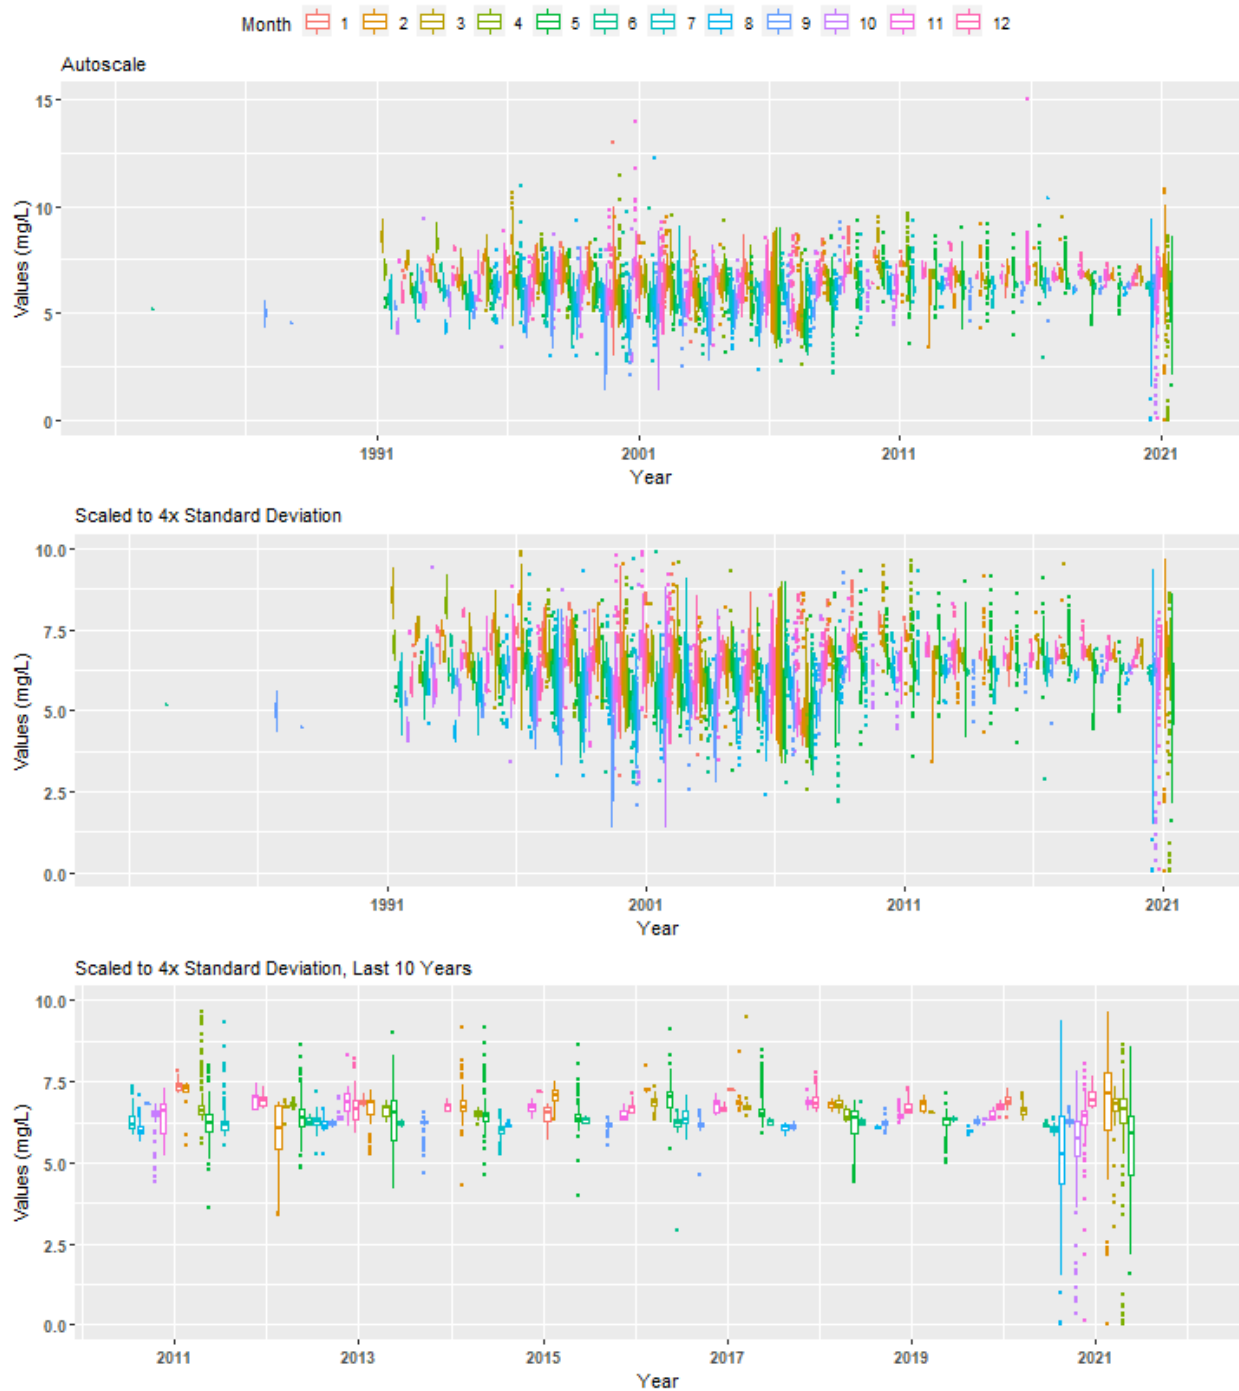 Month 1 2 3 4 5 6 7 8 9 10 11 12
Autoscale
Values (mg/L)
15
10
5
0
1991 2001 2011 2021
Year
Scaled to 4x Standard Deviation
Values (mg/L)
10.0
7.5
5.0
2.5
0.0
1991 2001 2011 2021
Year
Scaled to 4x Standard Deviation, Last 10 Years
Values (mg/L)
10.0
7.5
5.0
2.5
0.0
2011 2013 2015 2017 2019 2021
Year